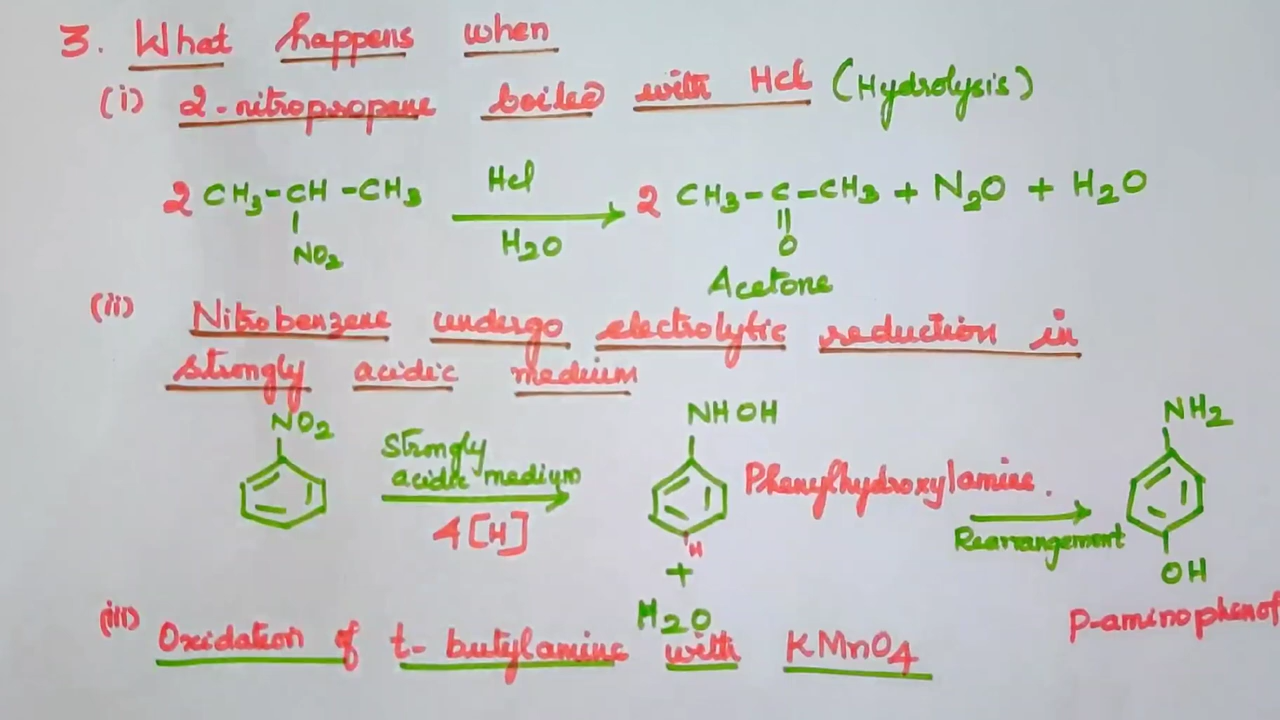 3. What happens when
(i) 2-nitropropane boiled with Hcl (Hydrolysis)
2 CH3-CH-CH3 Hcl H2O 2 CH3-C-CH3 + N2O + H2O
NO2 O
Acetone
(ii) Nitrobenzene undergo electrolytic reduction in
strongly acidic medium
NO2 NHOH NH2
Strongly
acidic medium Phenylhydroxylamine.
4[H] Rearrangement
H
+ OH
H2O p-aminophenol
(iii) Oxidation of t-butylamine with KMnO4